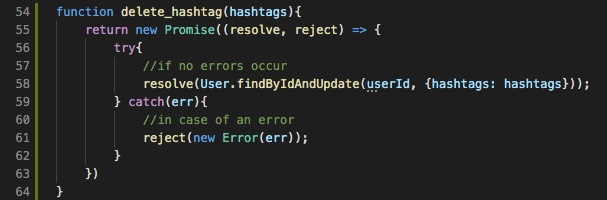 54 function delete_hashtag(hashtags){
55 return new Promise((resolve, reject) => {
56 try{
57 //if no errors occur
58 resolve(User.findByIdAndUpdate(userId, {hashtags: hashtags}));
59 } catch(err){
60 //in case of an error
61 reject(new Error(err));
62 }
63 })
64 }